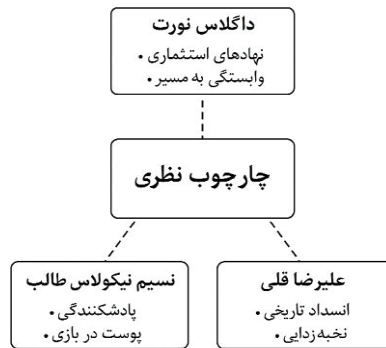 داگلاس نورت
نهادهای استثماری •
وابستگی به مسیر •
چارچوب نظری
علیرضا قلی
انسداد تاریخی •
نخبه‌زدایی •
نسیم نیکولاس طالب
پادشکنندگی •
پوست در بازی •